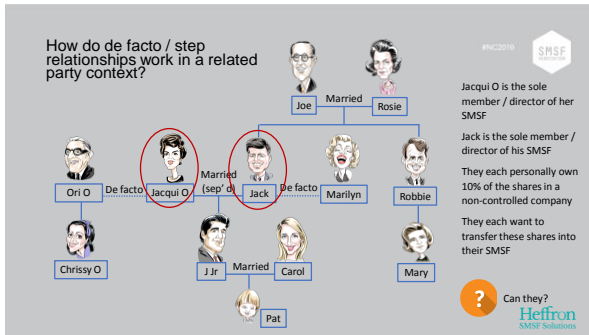 How do de facto / step
relationships work in a related
party context?
#NC2019
SMSF
ASSOCIATION
Joe
Married
Rosie
Jacqui O is the sole
member / director of her
SMSF
Jack is the sole member /
director of his SMSF
They each personally own
10% of the shares in a
non-controlled company
They each want to
transfer these shares into
their SMSF
Ori O
De facto
Jacqui O
Married
(sep' d)
Jack
De facto
Marilyn
Robbie
Chrissy O
J Jr
Married
Carol
Mary
Pat
?
Can they?
Heffron
SMSF Solutions